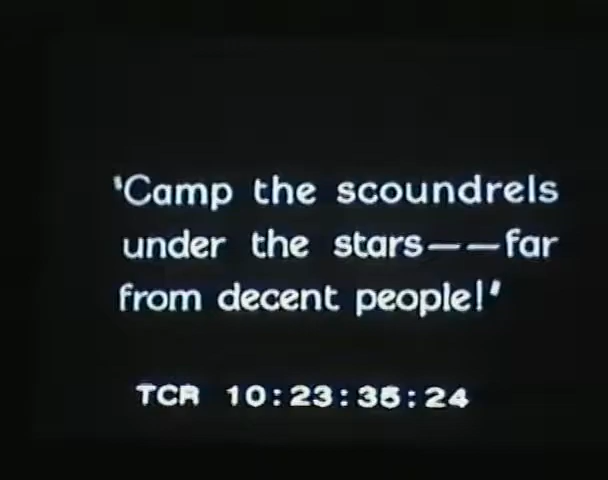 'Camp the scoundrels
under the stars——far
from decent people!'
TCR 10:23:35:24